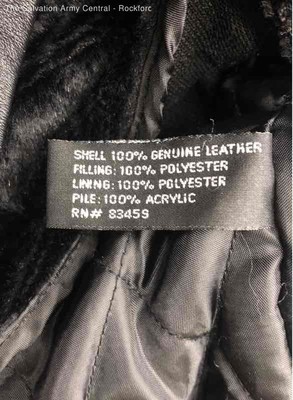 The Salvation Army Central - Rockford
SHELL 100% GENUINE LEATHER
FILLING: 100% POLYESTER
LINING: 100% POLYESTER
PILE: 100% ACRYLIC
RN# 83459